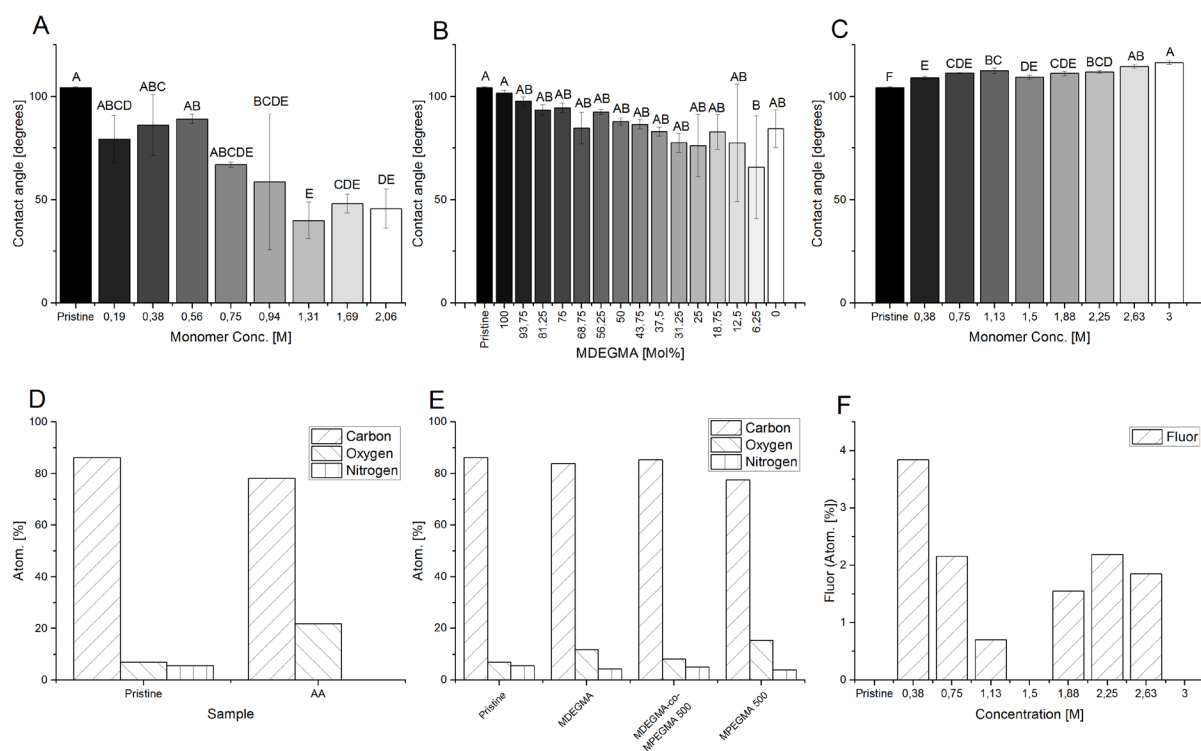 A
Contact angle [degrees]
100
50
0
A
ABCD
ABC
AB
ABCDE
BCDE
E
CDE
DE
Pristine
0,19
0,38
0,56
0,75
0,94
1,31
1,69
2,06
Monomer Conc. [M]
B
Contact angle [degrees]
100
50
0
A
A
AB
AB
AB
AB
AB
AB
AB
AB
AB
AB
AB
AB
B
AB
Pristine
100
93,75
81,25
75
68,75
56,25
50
43,75
37,5
31,25
25
18,75
12,5
6,25
0
MDEGMA [Mol%]
C
Contact angle [degrees]
100
50
0
F
E
CDE
BC
DE
CDE
BCD
AB
A
Pristine
0,38
0,75
1,13
1,5
1,88
2,25
2,63
3
Monomer Conc. [M]
D
Atom. [%]
100
80
60
40
20
0
Carbon
Oxygen
Nitrogen
Pristine
AA
Sample
E
Atom. [%]
100
80
60
40
20
0
Carbon
Oxygen
Nitrogen
Pristine
MDEGMA
MDEGMA-co-
MPEGMA 500
MPEGMA 500
F
Fluor (Atom. [%])
4
3
2
1
0
Fluor
Pristine
0,38
0,75
1,13
1,5
1,88
2,25
2,63
3
Concentration [M]